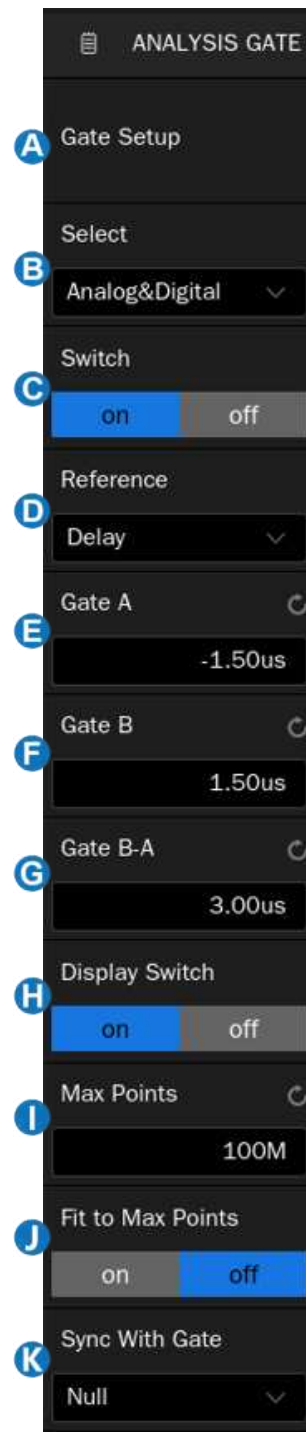 ANALYSIS GATE
A Gate Setup
Select
B
Analog&Digital
Switch
C
on off
Reference
D
Delay
Gate A
E
-1.50us
Gate B
F
1.50us
Gate B-A
G
3.00us
Display Switch
H
on off
Max Points
I
100M
Fit to Max Points
J
on off
Sync With Gate
K
Null